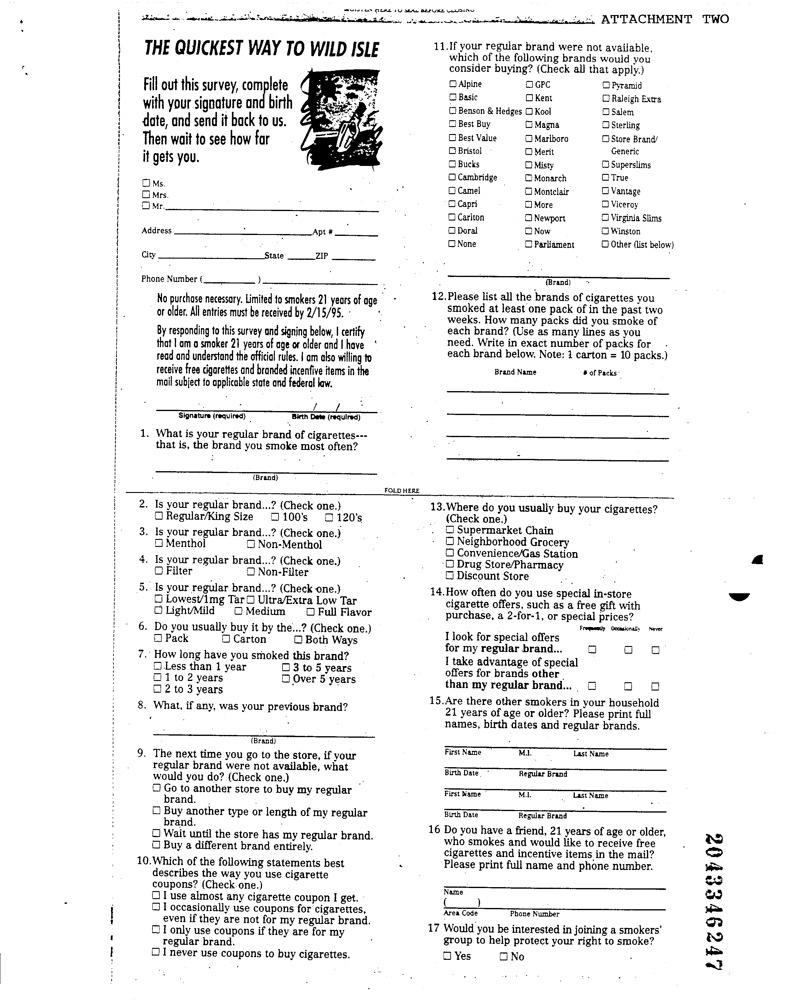 MOISTEN HERE TO SEAL BEFORE CLOSING
ATTACHMENT TWO
THE QUICKEST WAY TO WILD ISLE
Fill out this survey, complete
with your signature and birth
date, and send it back to us.
Then wait to see how far
it gets you.
☐ Ms.
☐ Mrs.
☐ Mr.
Address Apt #
City State ZIP
Phone Number ( )
No purchase necessary. Limited to smokers 21 years of age
or older. All entries must be received by 2/15/95.
By responding to this survey and signing below, I certify
that I am a smoker 21 years of age or older and I have
read and understand the official rules. I am also willing to
receive free cigarettes and branded incentive items in the
mail subject to applicable state and federal law.
/ /
Signature (required) Birth Date (required)
1. What is your regular brand of cigarettes---
that is, the brand you smoke most often?
(Brand)
FOLD HERE
2. Is your regular brand...? (Check one.)
☐ Regular/King Size ☐ 100's ☐ 120's
3. Is your regular brand...? (Check one.)
☐ Menthol ☐ Non-Menthol
4. Is your regular brand...? (Check one.)
☐ Filter ☐ Non-Filter
5. Is your regular brand...? (Check one.)
☐ Lowest/1mg Tar ☐ Ultra/Extra Low Tar
☐ Light/Mild ☐ Medium ☐ Full Flavor
6. Do you usually buy it by the...? (Check one.)
☐ Pack ☐ Carton ☐ Both Ways
7. How long have you smoked this brand?
☐ Less than 1 year ☐ 3 to 5 years
☐ 1 to 2 years ☐ Over 5 years
☐ 2 to 3 years
8. What, if any, was your previous brand?
(Brand)
9. The next time you go to the store, if your
regular brand were not available, what
would you do? (Check one.)
☐ Go to another store to buy my regular
brand.
☐ Buy another type or length of my regular
brand.
☐ Wait until the store has my regular brand.
☐ Buy a different brand entirely.
10.Which of the following statements best
describes the way you use cigarette
coupons? (Check one.)
☐ I use almost any cigarette coupon I get.
☐ I occasionally use coupons for cigarettes,
even if they are not for my regular brand.
☐ I only use coupons if they are for my
regular brand.
☐ I never use coupons to buy cigarettes.
11.If your regular brand were not available,
which of the following brands would you
consider buying? (Check all that apply.)
☐ Alpine ☐ GPC ☐ Pyramid
☐ Basic ☐ Kent ☐ Raleigh Extra
☐ Benson & Hedges ☐ Kool ☐ Salem
☐ Best Buy ☐ Magna ☐ Sterling
☐ Best Value ☐ Marlboro ☐ Store Brand/
☐ Bristol ☐ Merit Generic
☐ Bucks ☐ Misty ☐ Superslims
☐ Cambridge ☐ Monarch ☐ True
☐ Camel ☐ Montclair ☐ Vantage
☐ Capri ☐ More ☐ Viceroy
☐ Carlton ☐ Newport ☐ Virginia Slims
☐ Doral ☐ Now ☐ Winston
☐ None ☐ Parliament ☐ Other (list below)
(Brand)
12.Please list all the brands of cigarettes you
smoked at least one pack of in the past two
weeks. How many packs did you smoke of
each brand? (Use as many lines as you
need. Write in exact number of packs for
each brand below. Note: 1 carton = 10 packs.)
Brand Name # of Packs
13.Where do you usually buy your cigarettes?
(Check one.)
☐ Supermarket Chain
☐ Neighborhood Grocery
☐ Convenience/Gas Station
☐ Drug Store/Pharmacy
☐ Discount Store
14.How often do you use special in-store
cigarette offers, such as a free gift with
purchase, a 2-for-1, or special prices?
Frequently Occasionally Never
I look for special offers
for my regular brand... ☐ ☐ ☐
I take advantage of special
offers for brands other
than my regular brand... ☐ ☐ ☐
15.Are there other smokers in your household
21 years of age or older? Please print full
names, birth dates and regular brands.
First Name M.I. Last Name
Birth Date Regular Brand
First Name M.I. Last Name
Birth Date Regular Brand
16 Do you have a friend, 21 years of age or older,
who smokes and would like to receive free
cigarettes and incentive items in the mail?
Please print full name and phone number.
Name
( )
Area Code Phone Number
17 Would you be interested in joining a smokers'
group to help protect your right to smoke?
☐ Yes ☐ No
2043346247